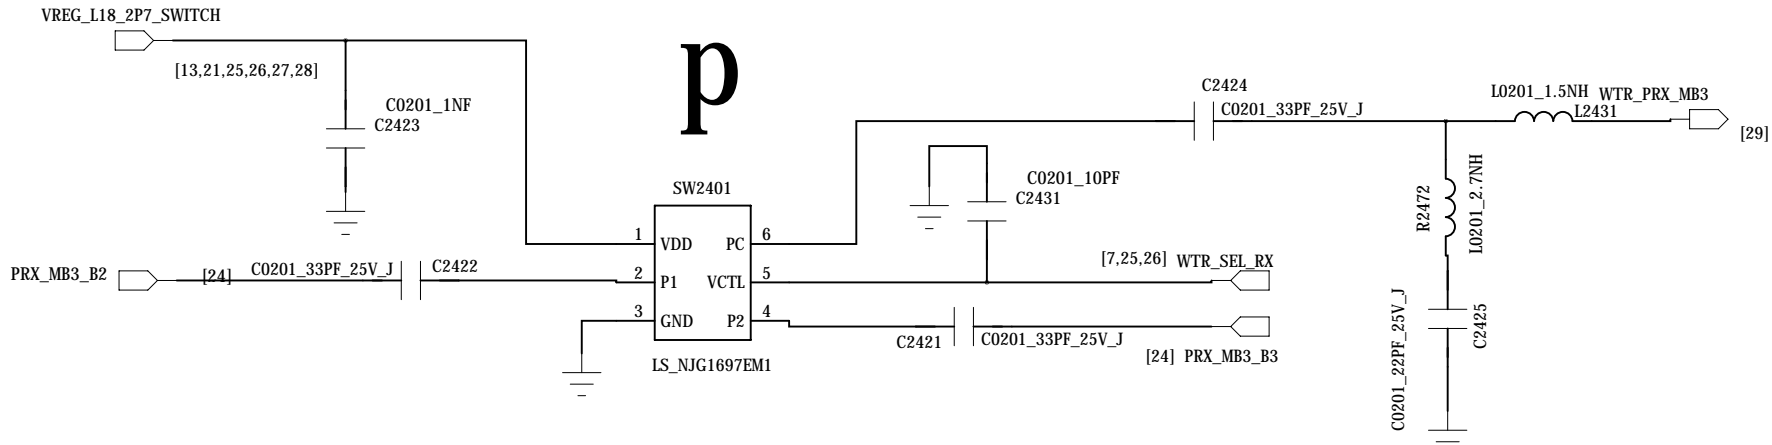 VREG_L18_2P7_SWITCH
[13,21,25,26,27,28]
C0201_1NF
C2423
p
C2424
C0201_33PF_25V_J
L0201_1.5NH
WTR_PRX_MB3
L2431
[29]
C0201_10PF
C2431
R2472
L0201_2.7NH
SW2401
1
VDD
PC
6
PRX_MB3_B2
[24]
C0201_33PF_25V_J
C2422
2
P1
VCTL
5
[7,25,26]
WTR_SEL_RX
3
GND
P2
4
C2421
C0201_33PF_25V_J
[24]
PRX_MB3_B3
LS_NJG1697EM1
C0201_22PF_25V_J
C2425